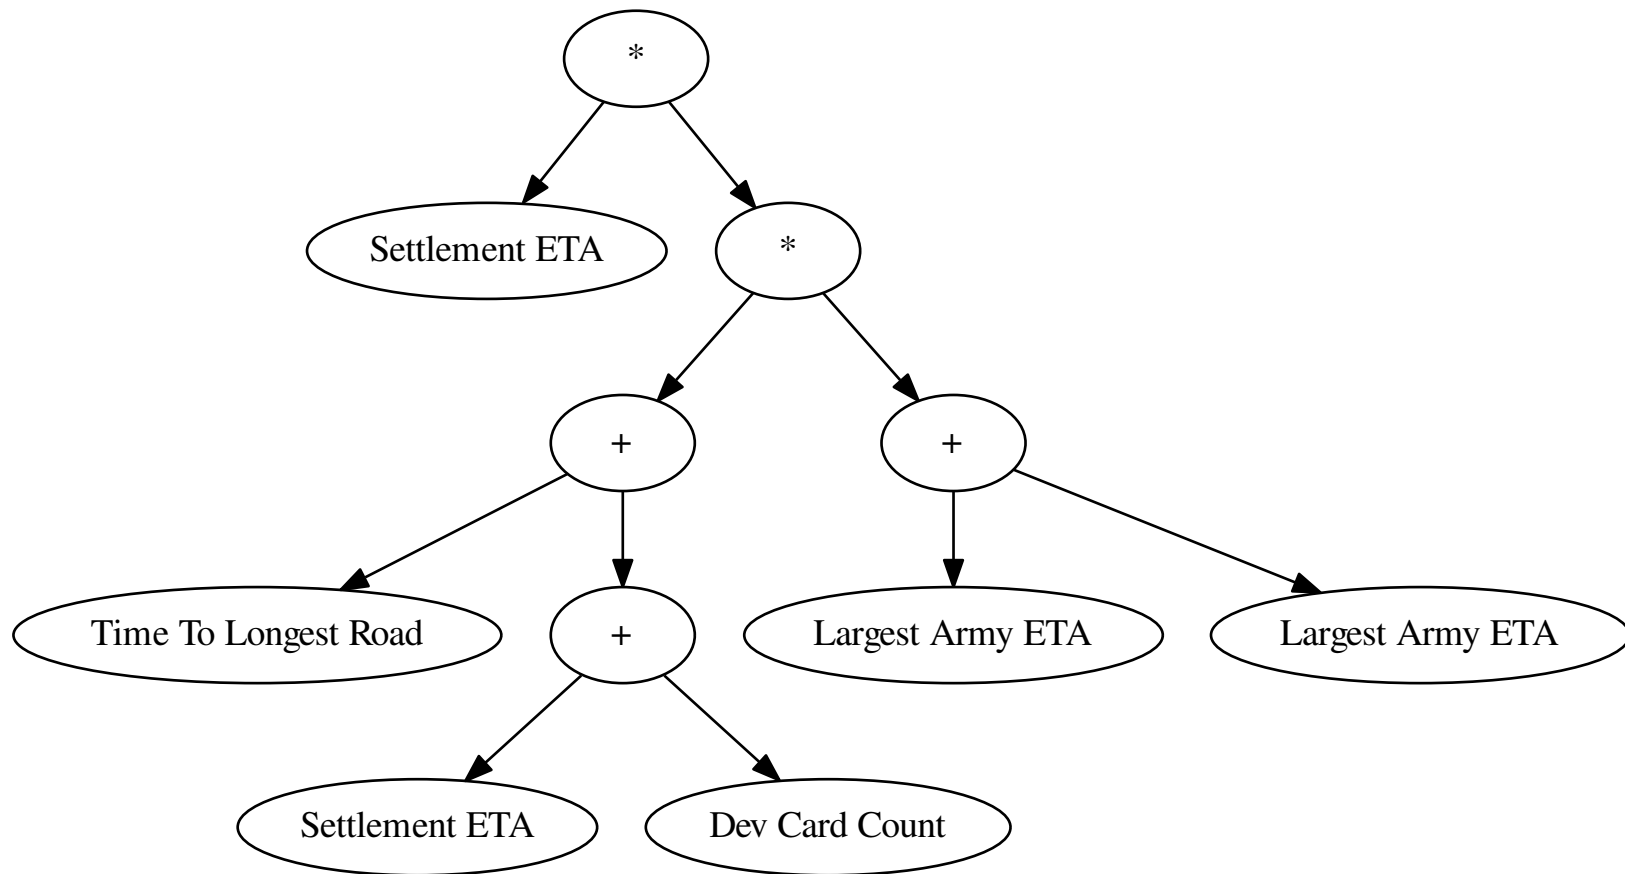 *
Settlement ETA
*
+
+
Time To Longest Road
+
Largest Army ETA
Largest Army ETA
Settlement ETA
Dev Card Count